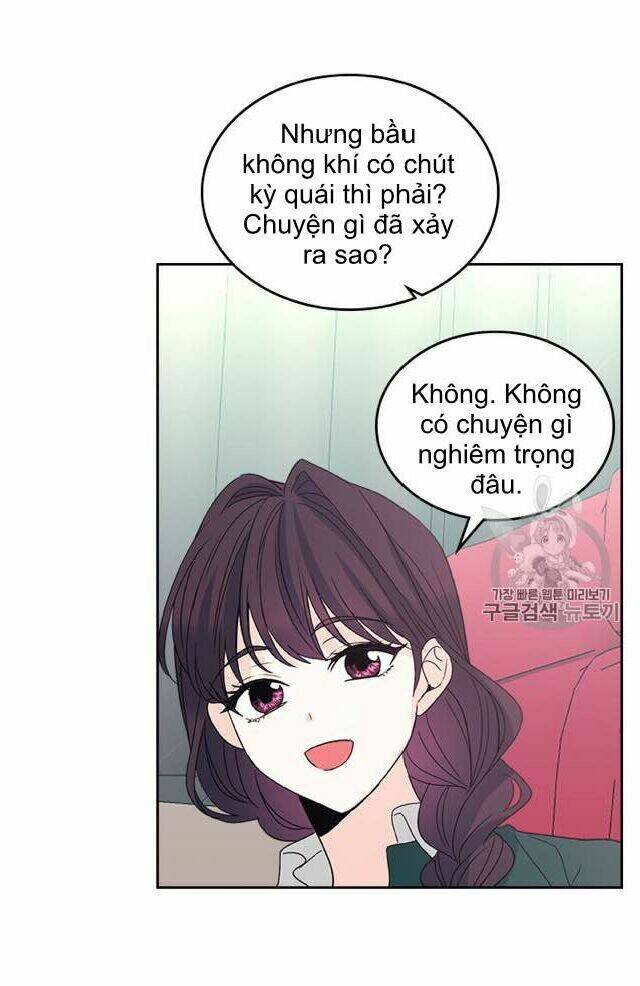 Nhưng bầu
không khí có chút
kỳ quái thì phải?
Chuyện gì đã xảy
ra sao?
Không. Không
có chuyện gì
nghiêm trọng
đâu.
가장 빠른 웹툰 미리보기
구글검색 뉴토끼